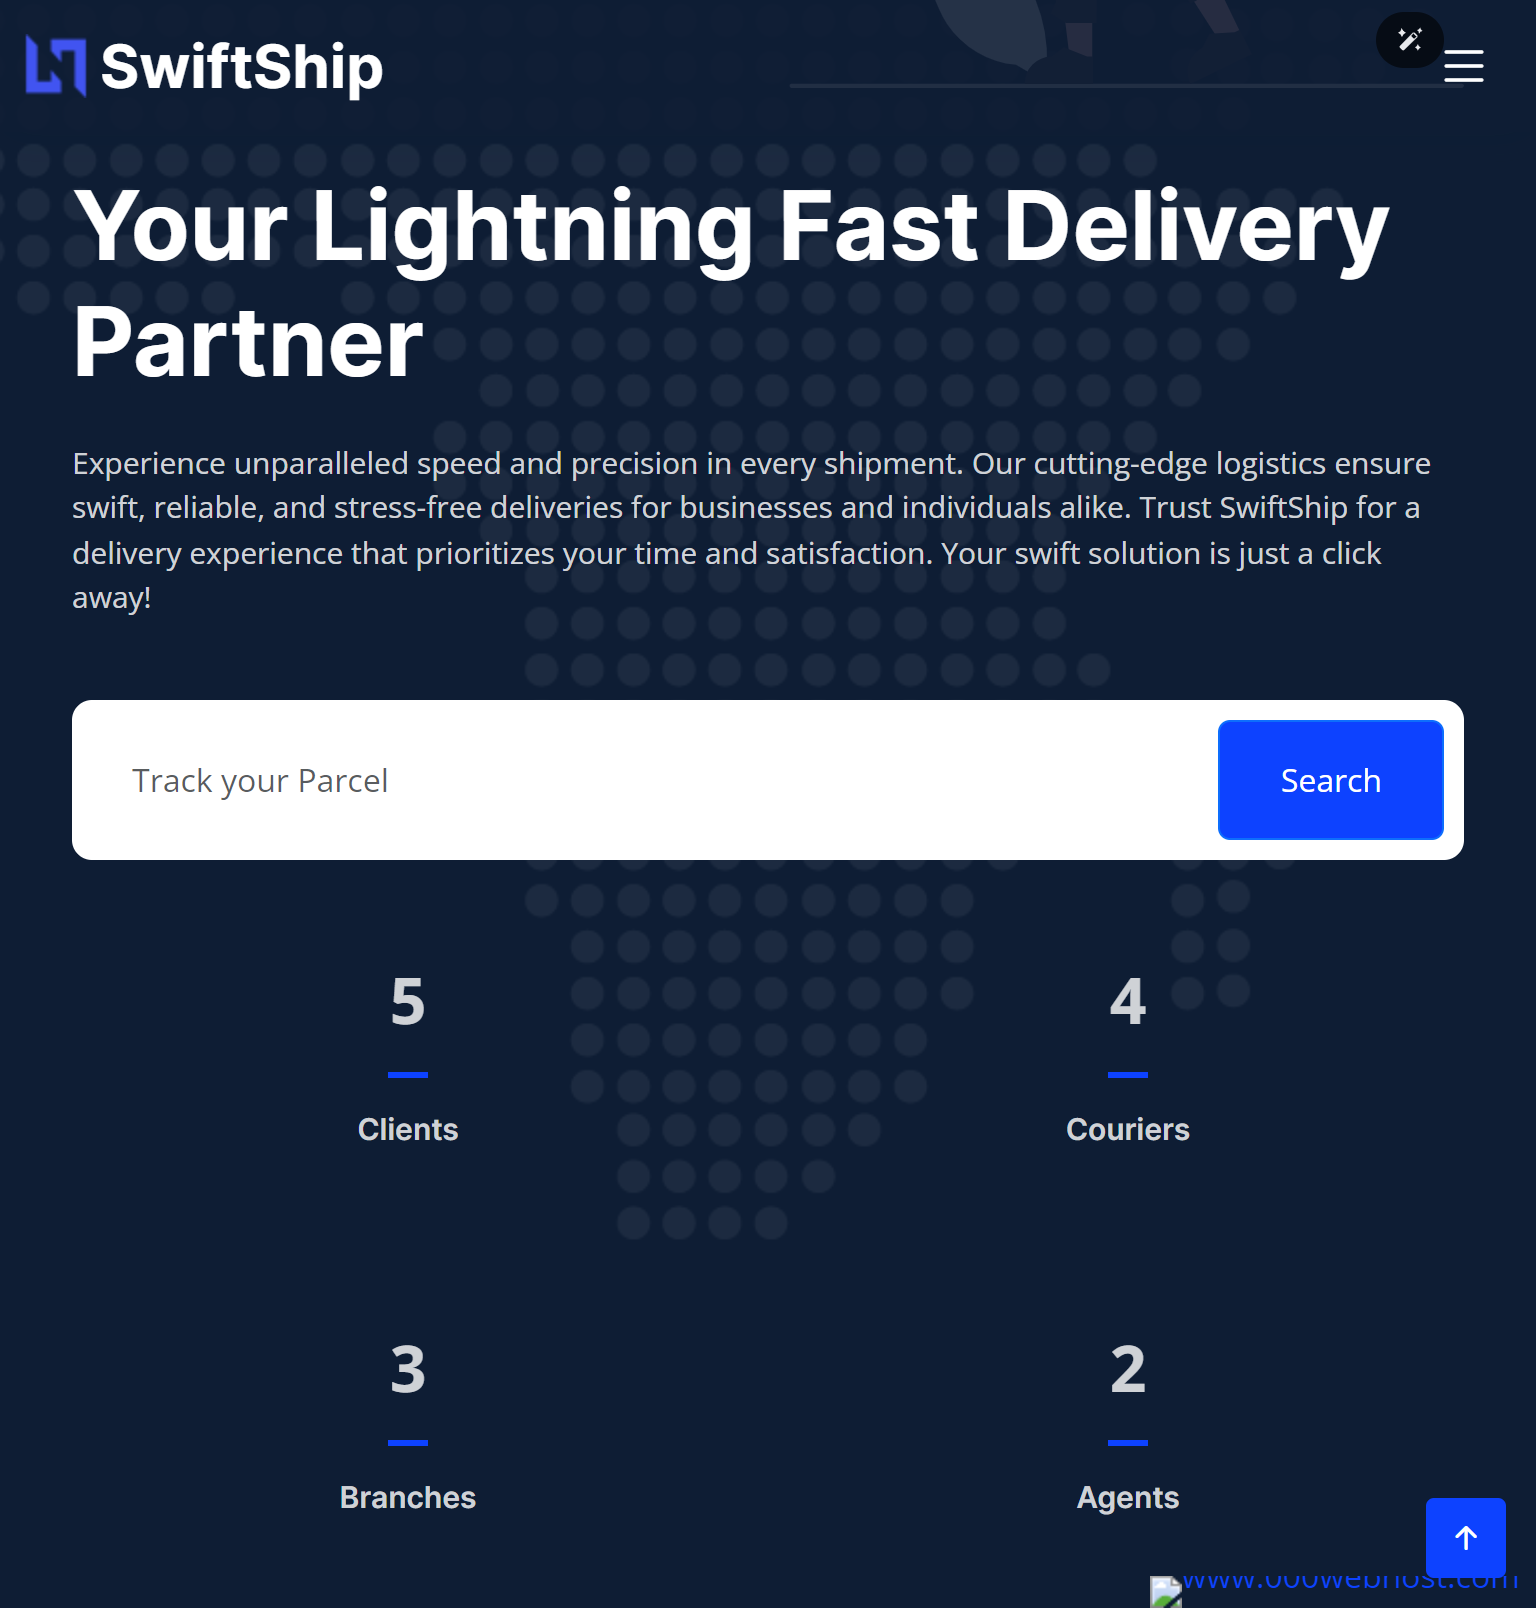 SwiftShip
Your Lightning Fast Delivery
Partner
Experience unparalleled speed and precision in every shipment. Our cutting-edge logistics ensure
swift, reliable, and stress-free deliveries for businesses and individuals alike. Trust SwiftShip for a
delivery experience that prioritizes your time and satisfaction. Your swift solution is just a click
away!
Track your Parcel
Search
5
4
Clients
Couriers
3
2
Branches
Agents
www.000webhost.com